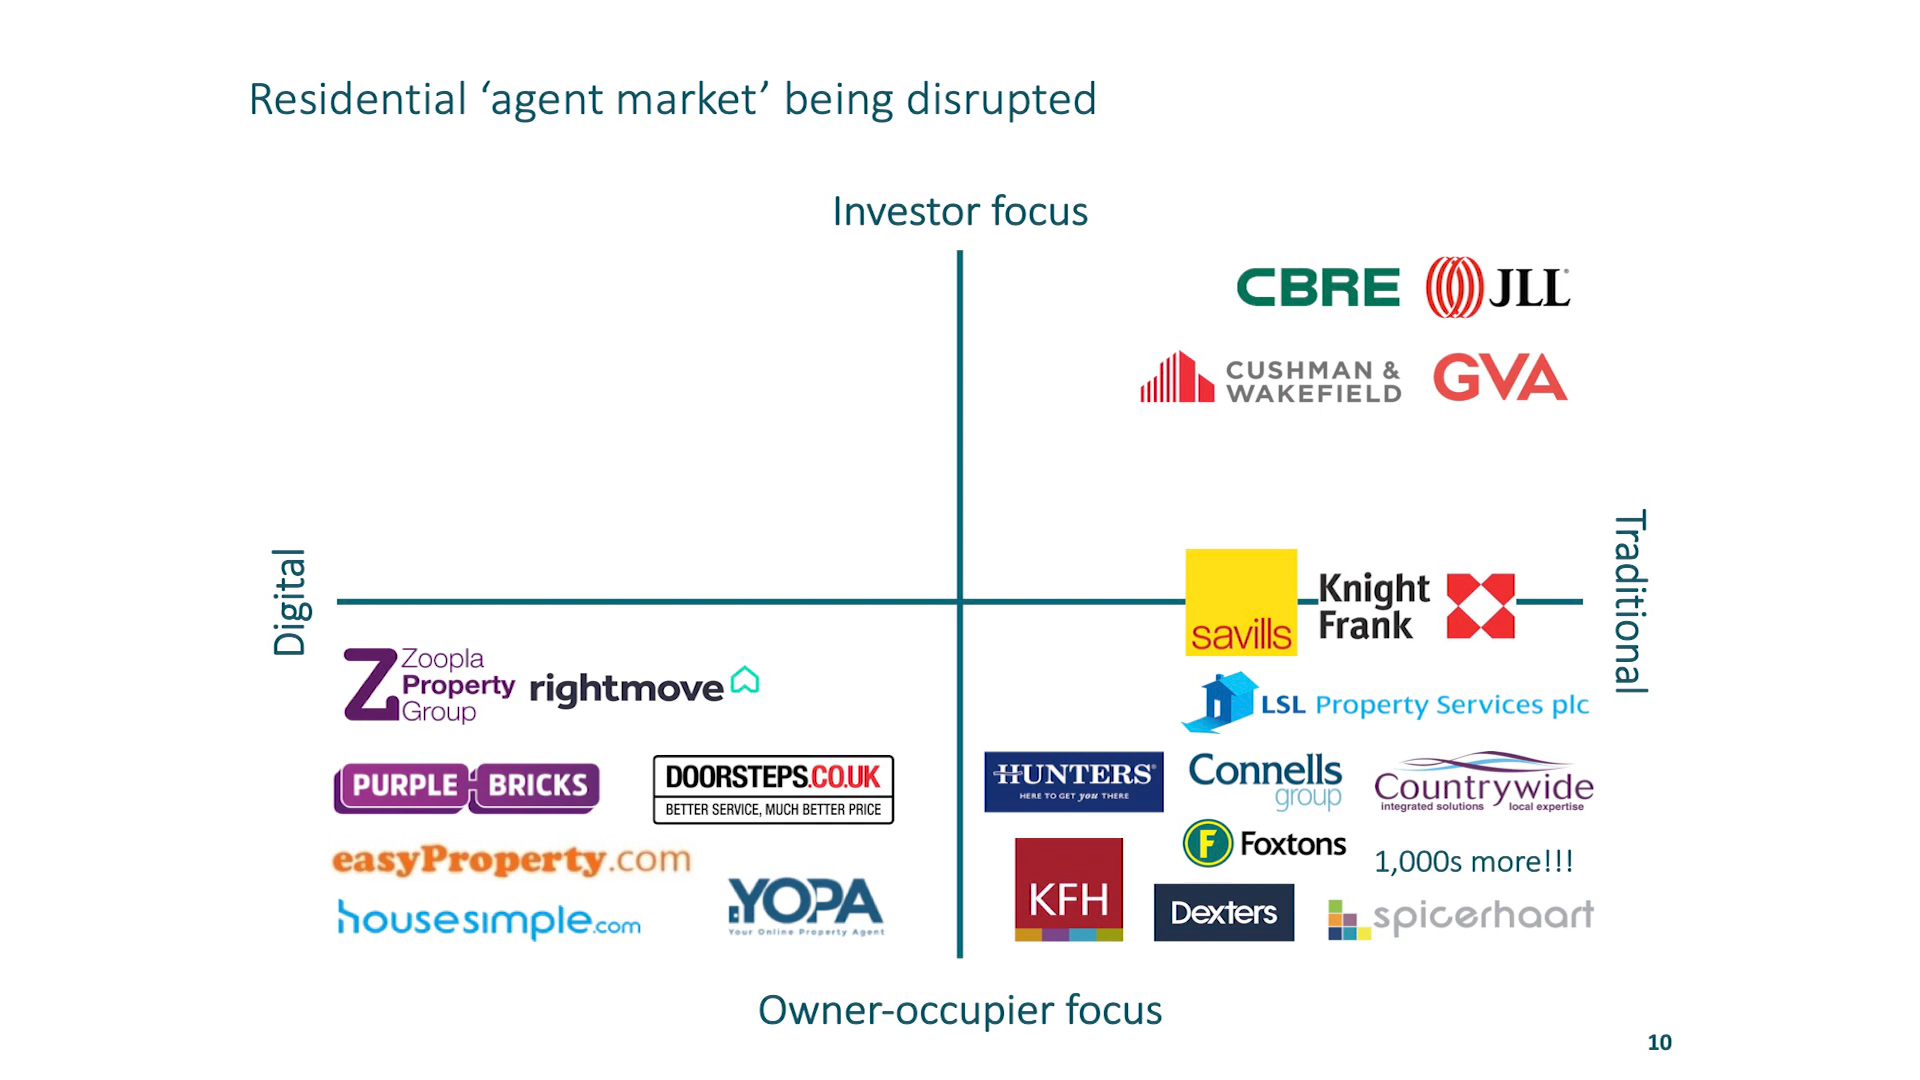 Residential ‘agent market’ being disrupted
Investor focus
CBRE
JLL
CUSHMAN &
WAKEFIELD
GVA
Digital
Traditional
savills
Knight
Frank
Zoopla
Property
Group
rightmove
LSL Property Services plc
PURPLE BRICKS
DOORSTEPS.CO.UK
BETTER SERVICE, MUCH BETTER PRICE
HUNTERS
HERE TO GET you THERE
Connells
group
Countrywide
integrated solutions local expertise
easyProperty.com
Foxtons
1,000s more!!!
housesimple.com
YOPA
Your Online Property Agent
KFH
Dexters
spicerhaart
Owner-occupier focus
10